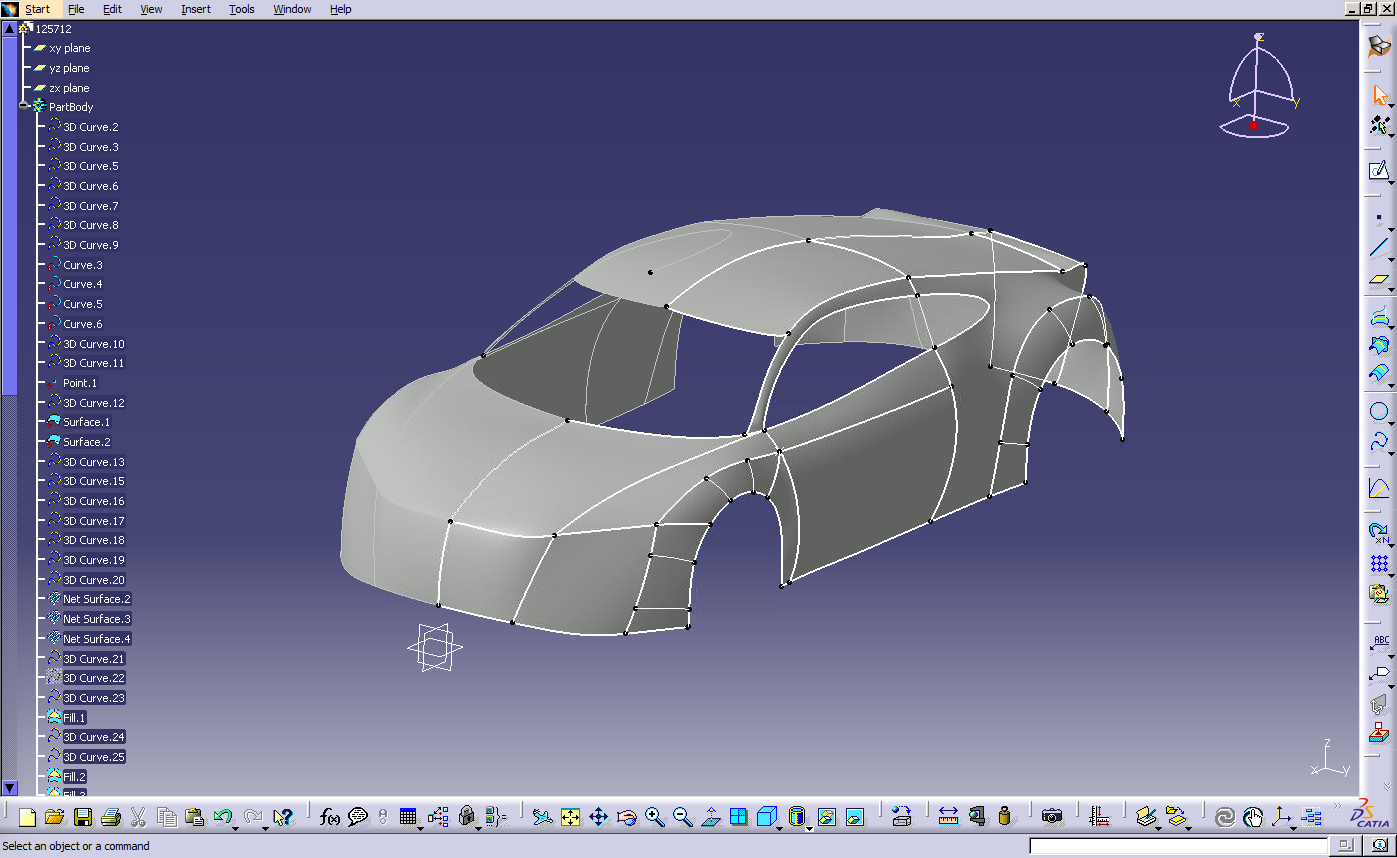 Start File Edit View Insert Tools Window Help
125712
xy plane
yz plane
zx plane
PartBody
3D Curve.2
3D Curve.3
3D Curve.5
3D Curve.6
3D Curve.7
3D Curve.8
3D Curve.9
Curve.3
Curve.4
Curve.5
Curve.6
3D Curve.10
3D Curve.11
Point.1
3D Curve.12
Surface.1
Surface.2
3D Curve.13
3D Curve.15
3D Curve.16
3D Curve.17
3D Curve.18
3D Curve.19
3D Curve.20
Net Surface.2
Net Surface.3
Net Surface.4
3D Curve.21
3D Curve.22
3D Curve.23
Fill.1
3D Curve.24
3D Curve.25
Fill.2
Fill.3
z
x
y
xN
ABC
z
x
y
f(x)
CATIA
Select an object or a command